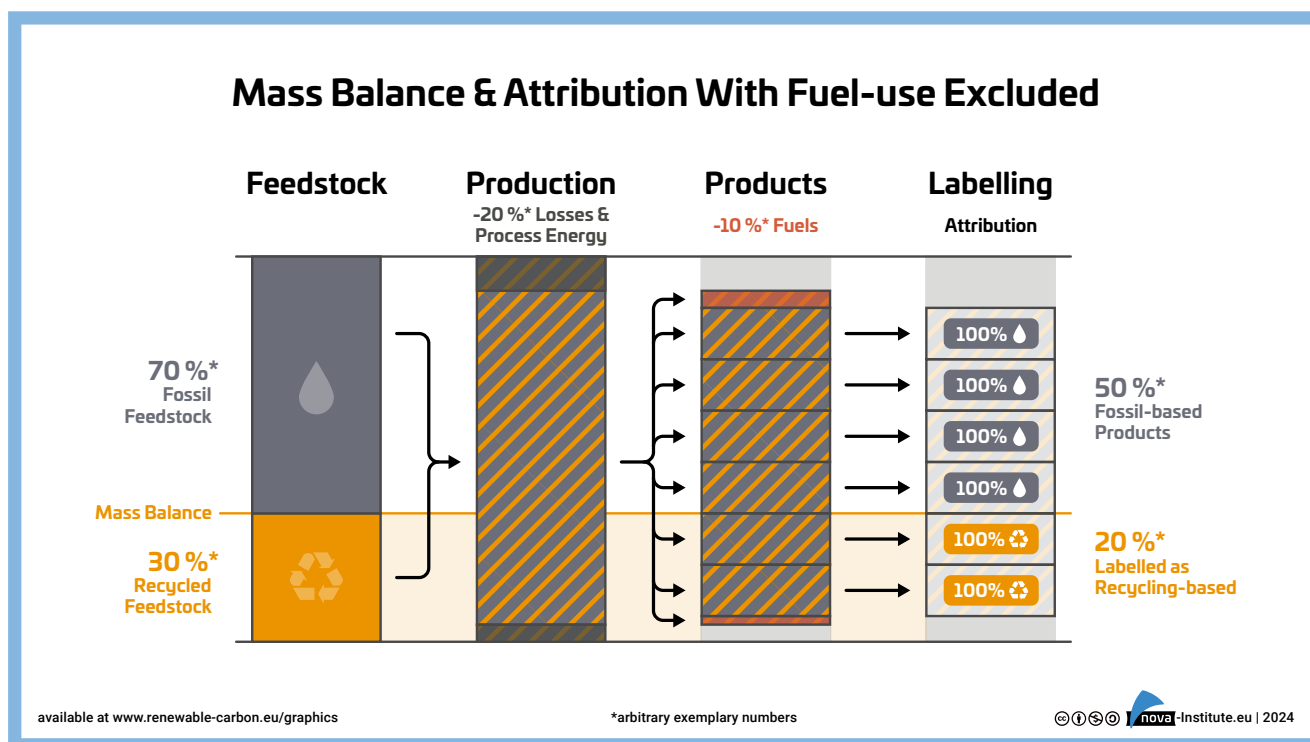 Mass Balance & Attribution With Fuel-use Excluded
Feedstock
Production
-20 %* Losses &
Process Energy
Products
-10 %* Fuels
Labelling
Attribution
70 %*
Fossil
Feedstock
Mass Balance
30 %*
Recycled
Feedstock
100%
100%
100%
100%
100%
100%
50 %*
Fossil-based
Products
20 %*
Labelled as
Recycling-based
available at www.renewable-carbon.eu/graphics
*arbitrary exemplary numbers
cc nova-Institute.eu | 2024